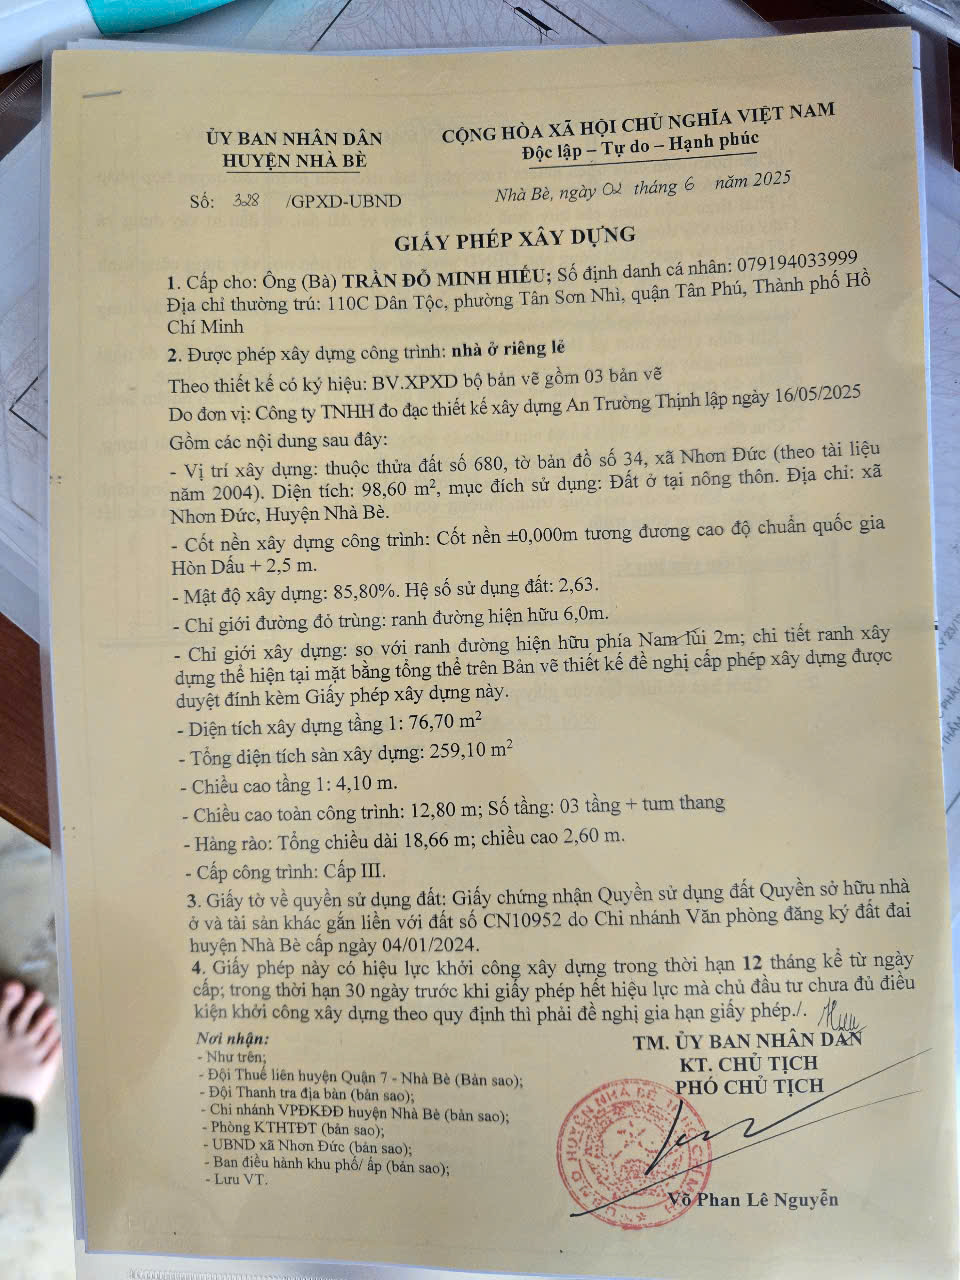 ỦY BAN NHÂN DÂN
HUYỆN NHÀ BÈ
CỘNG HÒA XÃ HỘI CHỦ NGHĨA VIỆT NAM
Độc lập – Tự do – Hạnh phúc
Số: 328 /GPXD-UBND
Nhà Bè, ngày 02 tháng 6 năm 2025
GIẤY PHÉP XÂY DỰNG
1. Cấp cho: Ông (Bà) TRẦN ĐỖ MINH HIẾU; Số định danh cá nhân: 079194033999
Địa chỉ thường trú: 110C Dân Tộc, phường Tân Sơn Nhì, quận Tân Phú, Thành phố Hồ
Chí Minh
2. Được phép xây dựng công trình: nhà ở riêng lẻ
Theo thiết kế có ký hiệu: BV.XPXD bộ bản vẽ gồm 03 bản vẽ
Do đơn vị: Công ty TNHH đo đạc thiết kế xây dựng An Trường Thịnh lập ngày 16/05/2025
Gồm các nội dung sau đây:
- Vị trí xây dựng: thuộc thửa đất số 680, tờ bản đồ số 34, xã Nhơn Đức (theo tài liệu
năm 2004). Diện tích: 98,60 m², mục đích sử dụng: Đất ở tại nông thôn. Địa chỉ: xã
Nhơn Đức, Huyện Nhà Bè.
- Cốt nền xây dựng công trình: Cốt nền ±0,000m tương đương cao độ chuẩn quốc gia
Hòn Dấu + 2,5 m.
- Mật độ xây dựng: 85,80%. Hệ số sử dụng đất: 2,63.
- Chỉ giới đường đỏ trùng: ranh đường hiện hữu 6,0m.
- Chỉ giới xây dựng: so với ranh đường hiện hữu phía Nam lùi 2m; chi tiết ranh xây
dựng thể hiện tại mặt bằng tổng thể trên Bản vẽ thiết kế đề nghị cấp phép xây dựng được
duyệt đính kèm Giấy phép xây dựng này.
- Diện tích xây dựng tầng 1: 76,70 m²
- Tổng diện tích sàn xây dựng: 259,10 m²
- Chiều cao tầng 1: 4,10 m.
- Chiều cao toàn công trình: 12,80 m; Số tầng: 03 tầng + tum thang
- Hàng rào: Tổng chiều dài 18,66 m; chiều cao 2,60 m.
- Cấp công trình: Cấp III.
3. Giấy tờ về quyền sử dụng đất: Giấy chứng nhận Quyền sử dụng đất Quyền sở hữu nhà
ở và tài sản khác gắn liền với đất số CN10952 do Chi nhánh Văn phòng đăng ký đất đai
huyện Nhà Bè cấp ngày 04/01/2024.
4. Giấy phép này có hiệu lực khởi công xây dựng trong thời hạn 12 tháng kể từ ngày
cấp; trong thời hạn 30 ngày trước khi giấy phép hết hiệu lực mà chủ đầu tư chưa đủ điều
kiện khởi công xây dựng theo quy định thì phải đề nghị gia hạn giấy phép./.
Nơi nhận:
- Như trên;
- Đội Thuế liên huyện Quận 7 - Nhà Bè (Bản sao);
- Đội Thanh tra địa bàn (bản sao);
- Chi nhánh VPĐKĐĐ huyện Nhà Bè (bản sao);
- Phòng KTHTĐT (bản sao);
- UBND xã Nhơn Đức (bản sao);
- Ban điều hành khu phố/ ấp (bản sao);
- Lưu VT.
TM. ỦY BAN NHÂN DÂN
KT. CHỦ TỊCH
PHÓ CHỦ TỊCH
Võ Phan Lê Nguyễn